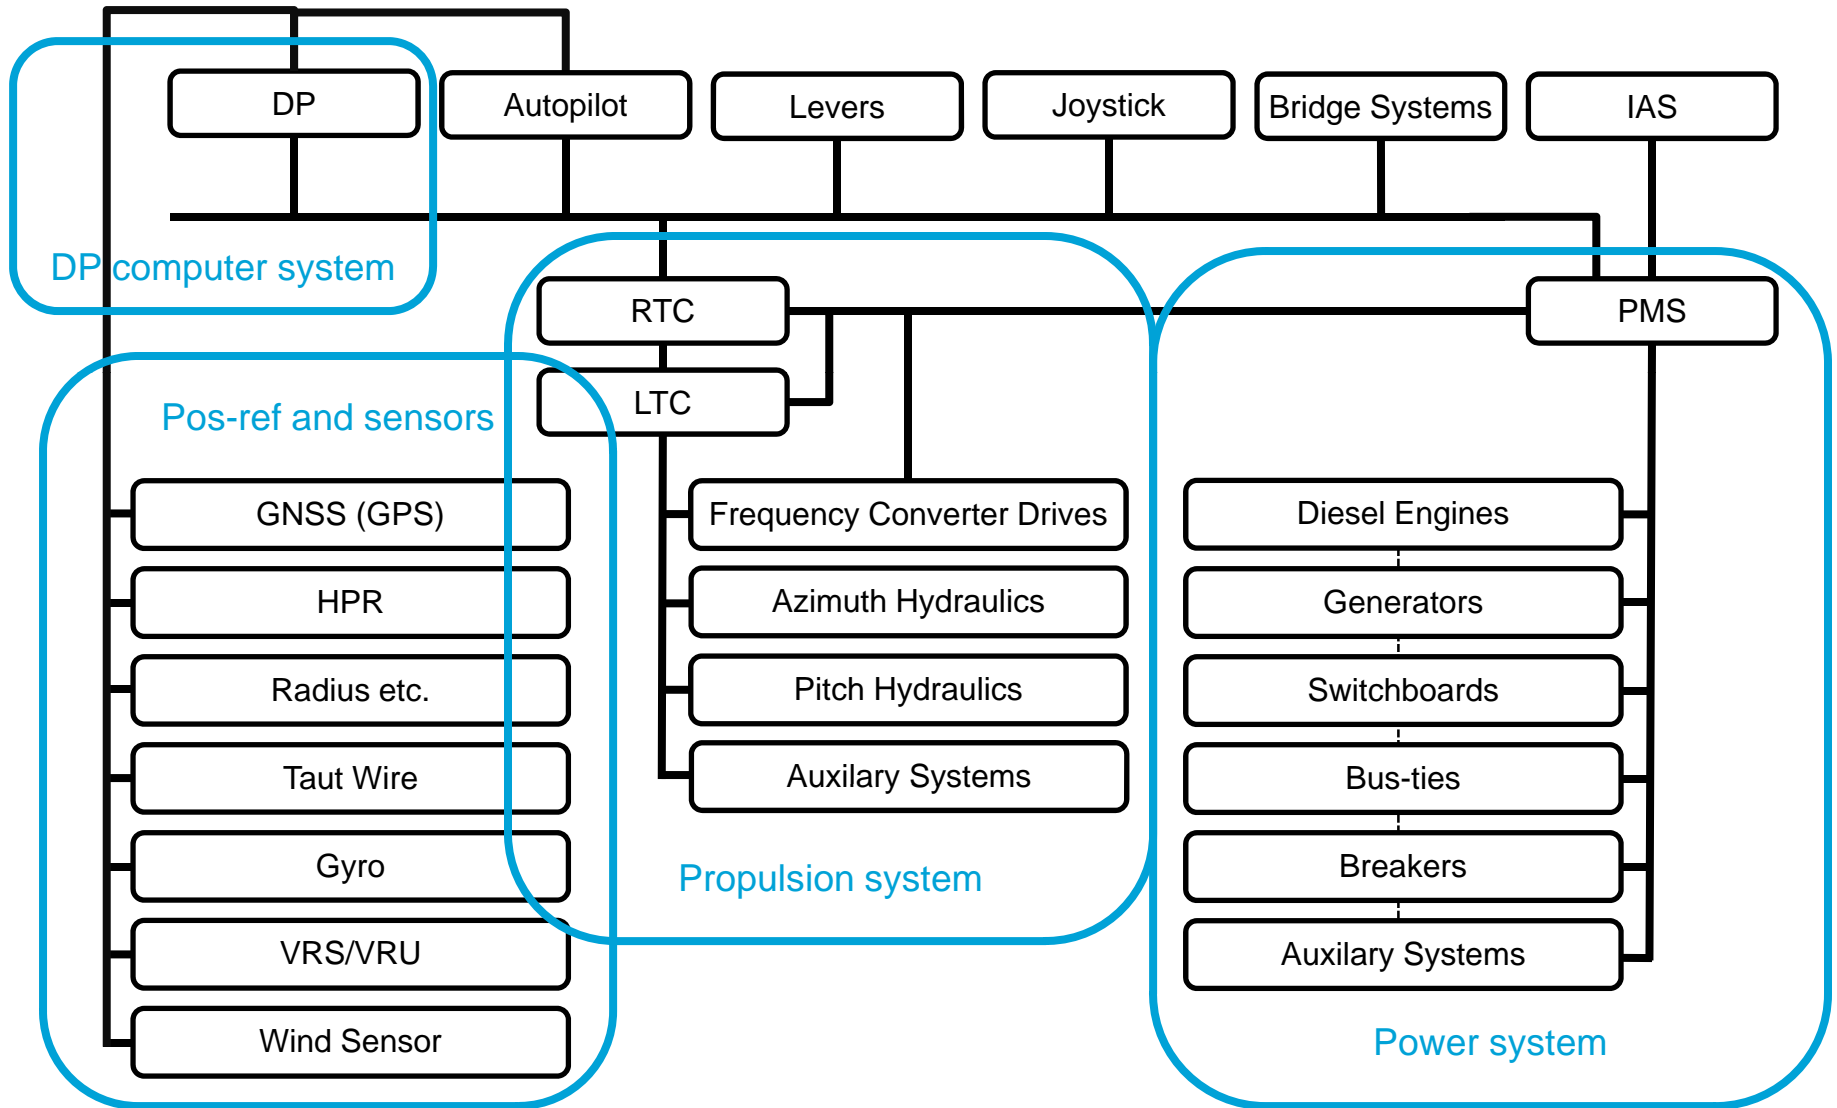 DP
Autopilot
Levers
Joystick
Bridge Systems
IAS
DP computer system
RTC
PMS
LTC
Pos-ref and sensors
GNSS (GPS)
HPR
Radius etc.
Taut Wire
Gyro
VRS/VRU
Wind Sensor
Frequency Converter Drives
Azimuth Hydraulics
Pitch Hydraulics
Auxilary Systems
Propulsion system
Diesel Engines
Generators
Switchboards
Bus-ties
Breakers
Auxilary Systems
Power system